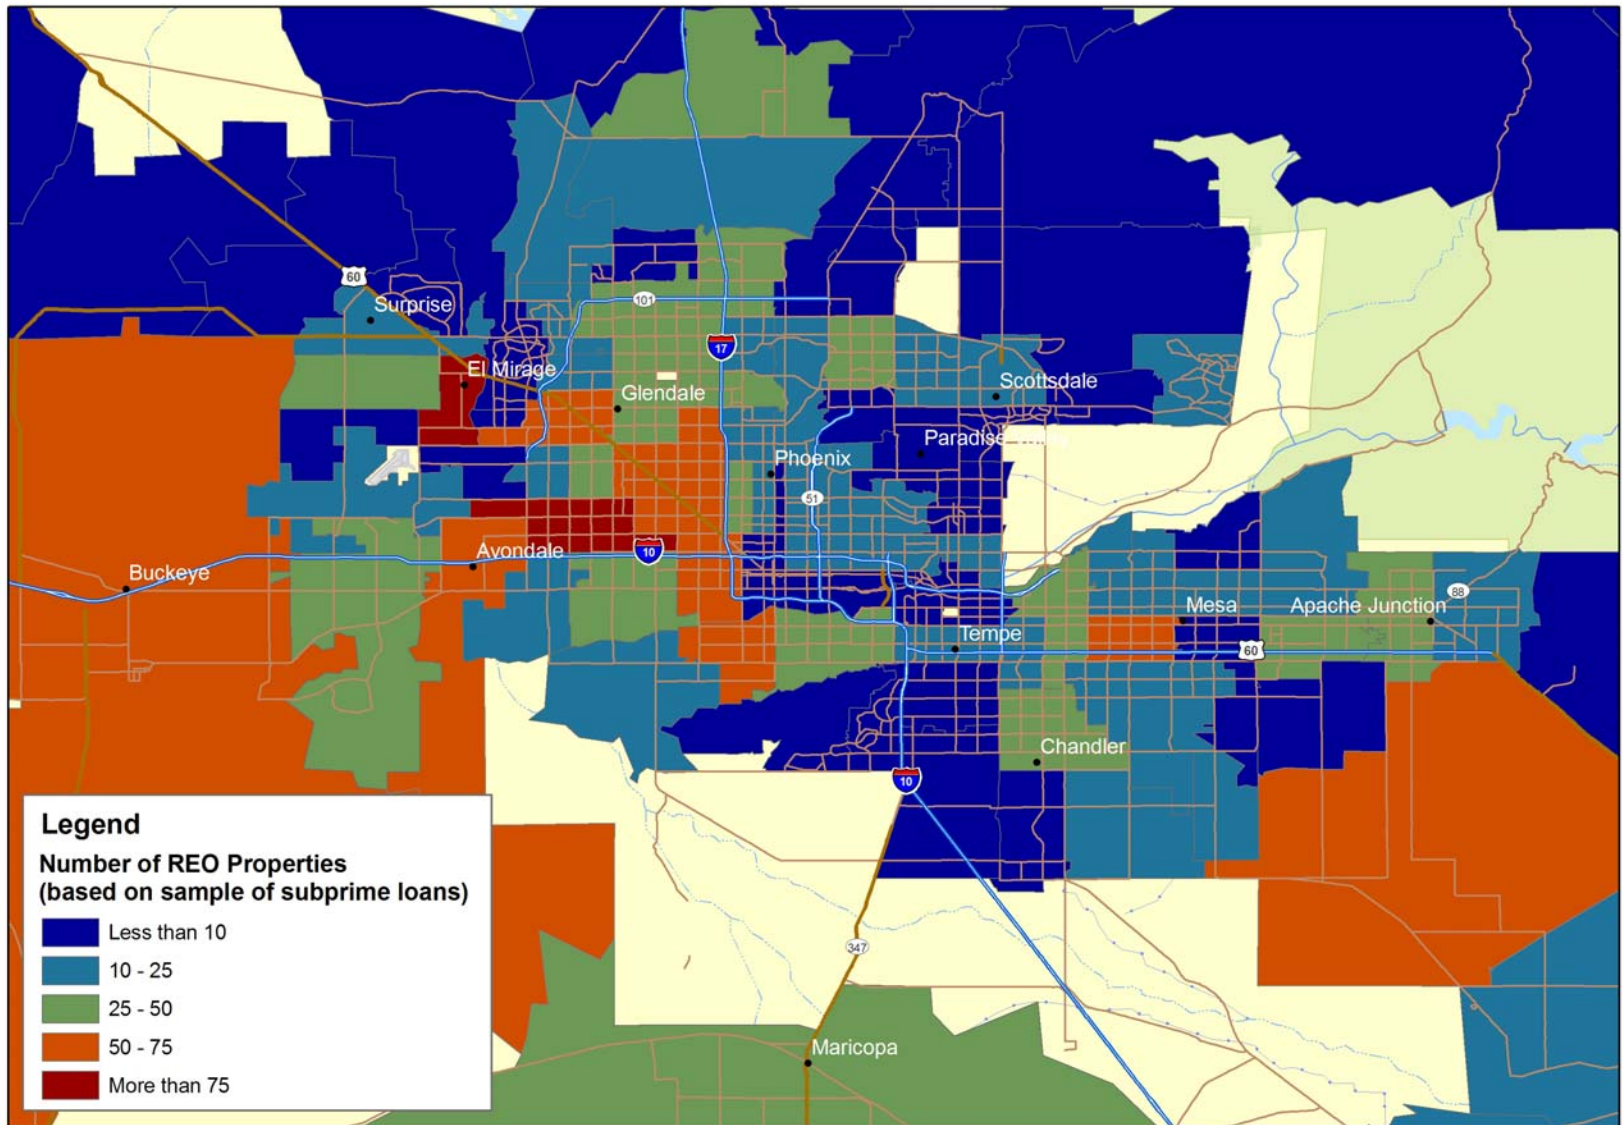 60
Surprise
101
17
El Mirage
Glendale
Scottsdale
Paradise Valley
Phoenix
51
Avondale
10
Buckeye
88
Mesa
Apache Junction
Tempe
60
Chandler
10
347
Maricopa
Legend
Number of REO Properties
(based on sample of subprime loans)
Less than 10
10 - 25
25 - 50
50 - 75
More than 75